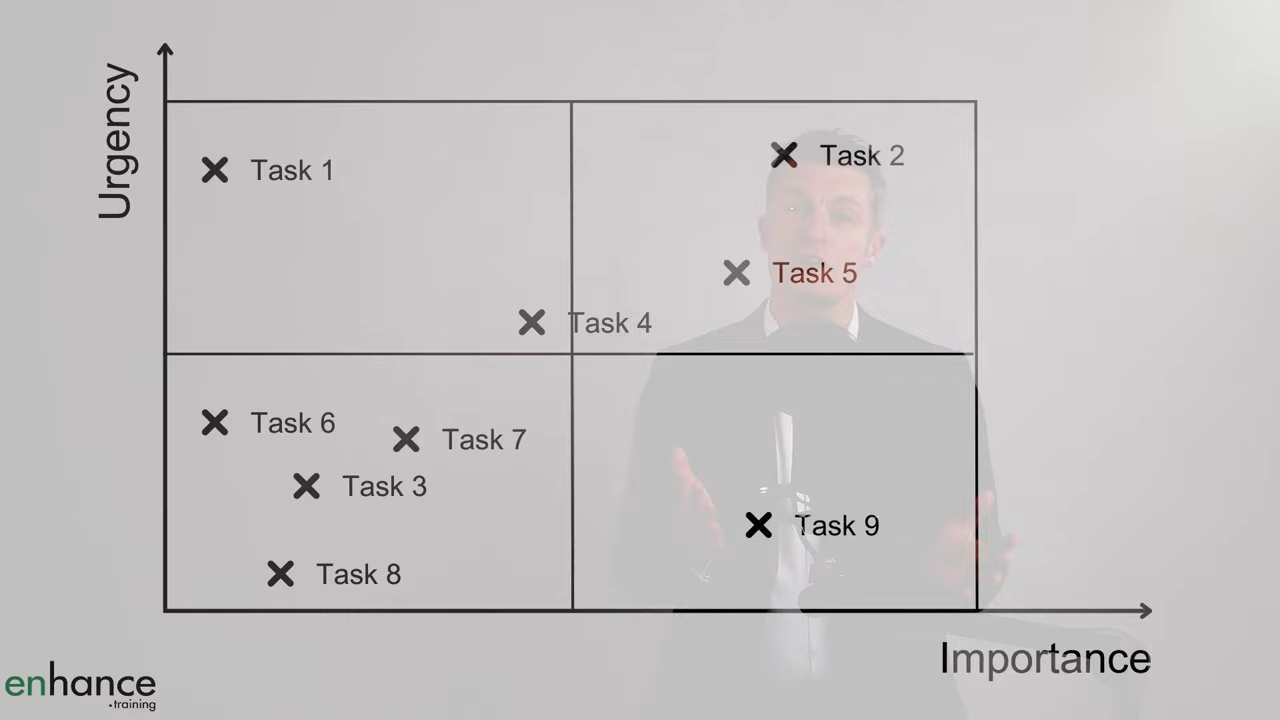 Urgency
Task 1
Task 2
Task 5
Task 4
Task 6
Task 7
Task 3
Task 9
Task 8
Importance
enhance
.training